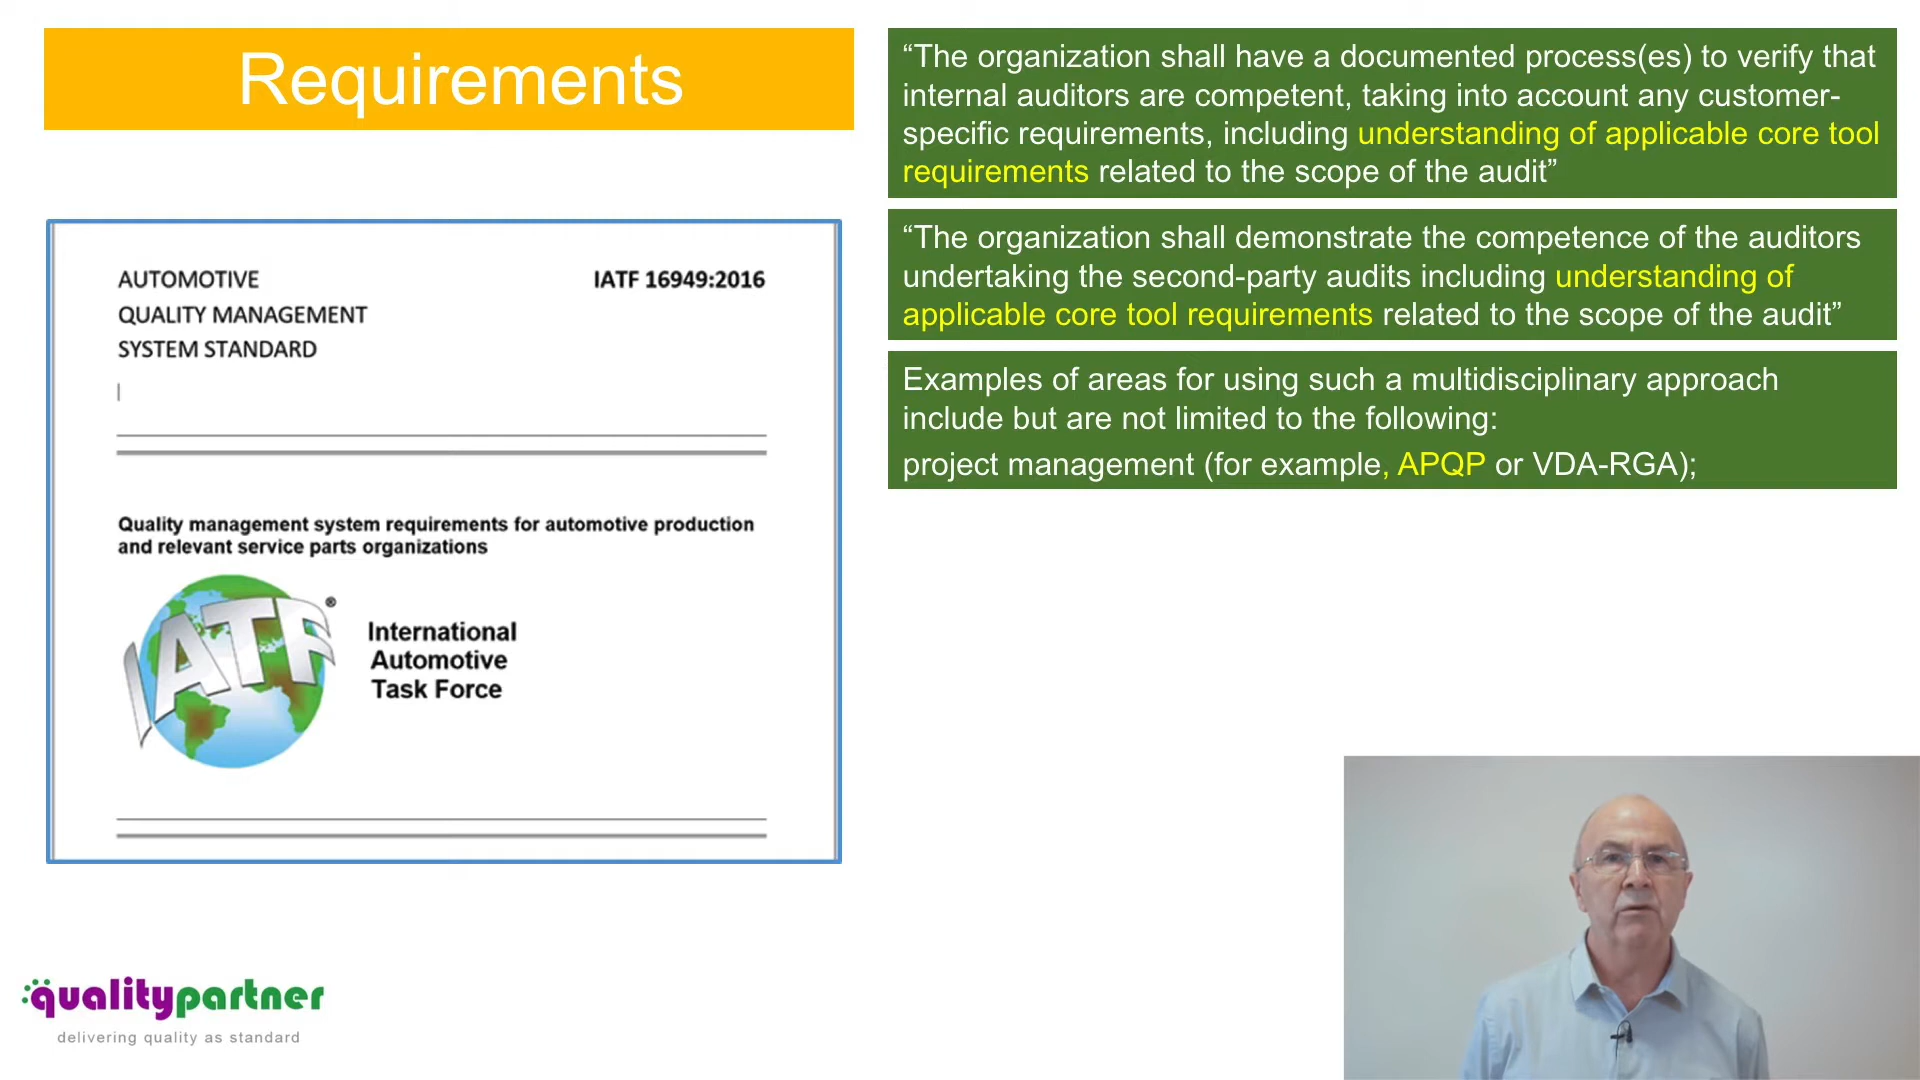 Requirements
“The organization shall have a documented process(es) to verify that
internal auditors are competent, taking into account any customer-
specific requirements, including understanding of applicable core tool
requirements related to the scope of the audit”
“The organization shall demonstrate the competence of the auditors
undertaking the second-party audits including understanding of
applicable core tool requirements related to the scope of the audit”
Examples of areas for using such a multidisciplinary approach
include but are not limited to the following:
project management (for example, APQP or VDA-RGA);
AUTOMOTIVE IATF 16949:2016
QUALITY MANAGEMENT
SYSTEM STANDARD
Quality management system requirements for automotive production
and relevant service parts organizations
IATF®
International
Automotive
Task Force
qualitypartner
delivering quality as standard